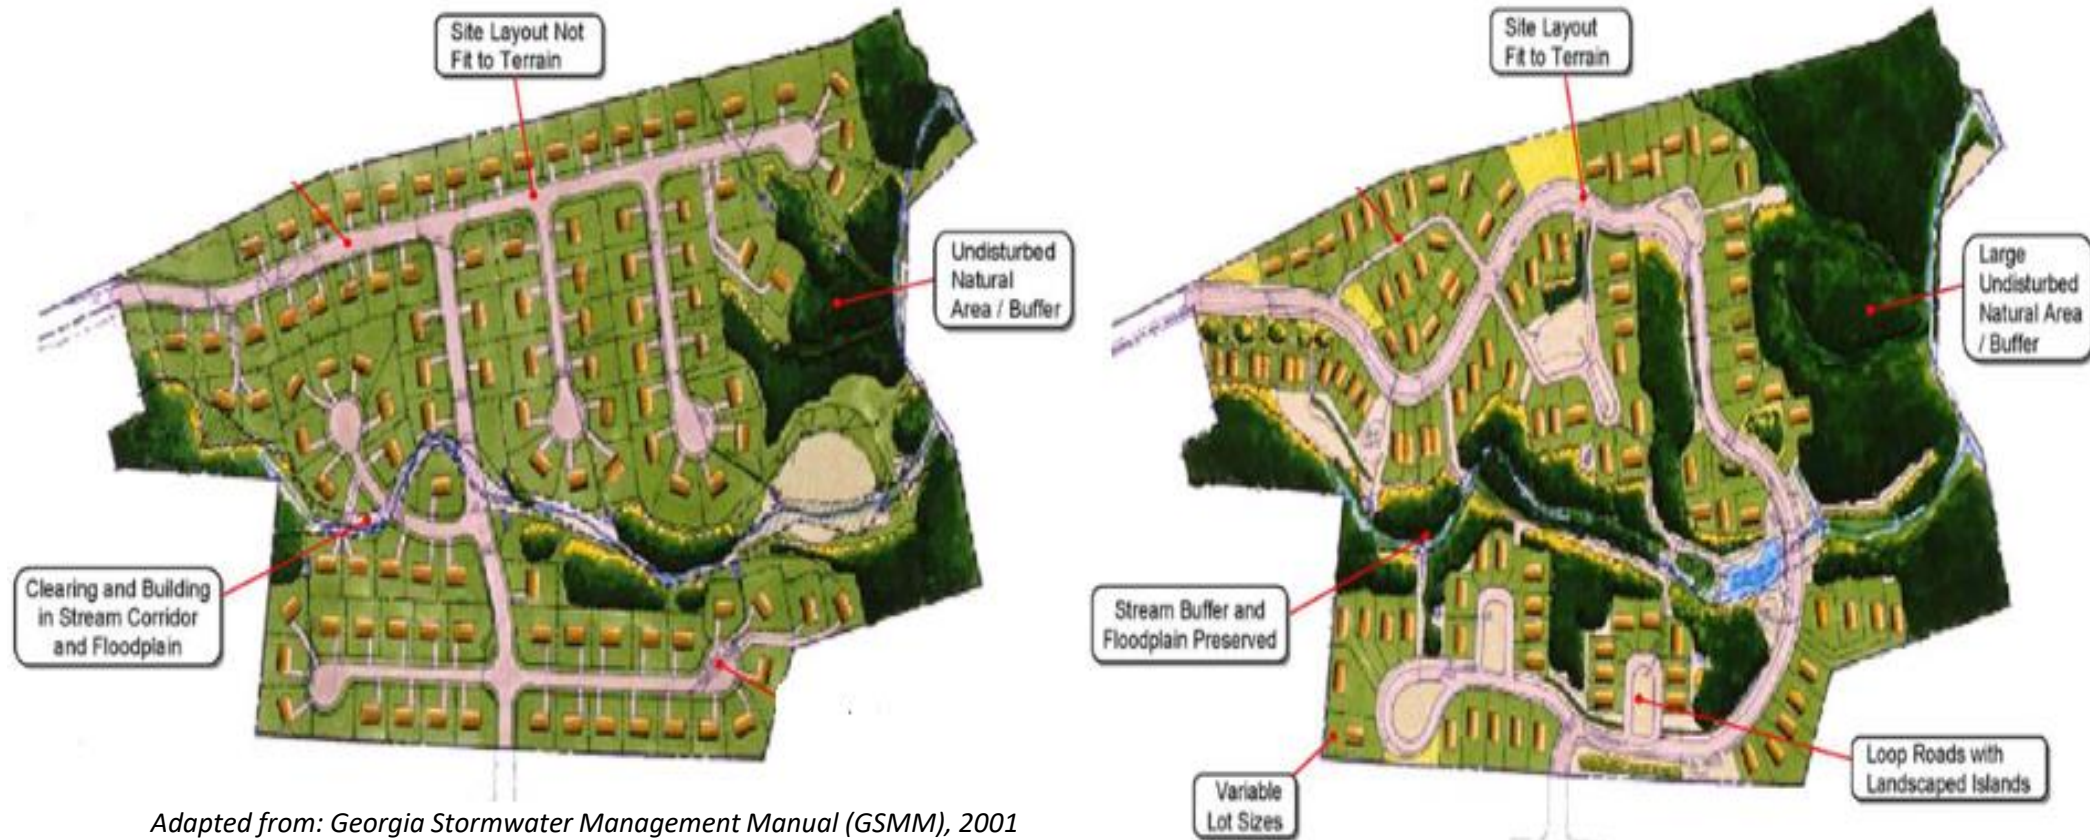 Site Layout Not
Fit to Terrain
Undisturbed
Natural
Area / Buffer
Clearing and Building
in Stream Corridor
and Floodplain
Site Layout
Fit to Terrain
Large
Undisturbed
Natural Area
/ Buffer
Stream Buffer and
Floodplain Preserved
Variable
Lot Sizes
Loop Roads with
Landscaped Islands
Adapted from: Georgia Stormwater Management Manual (GSMM), 2001